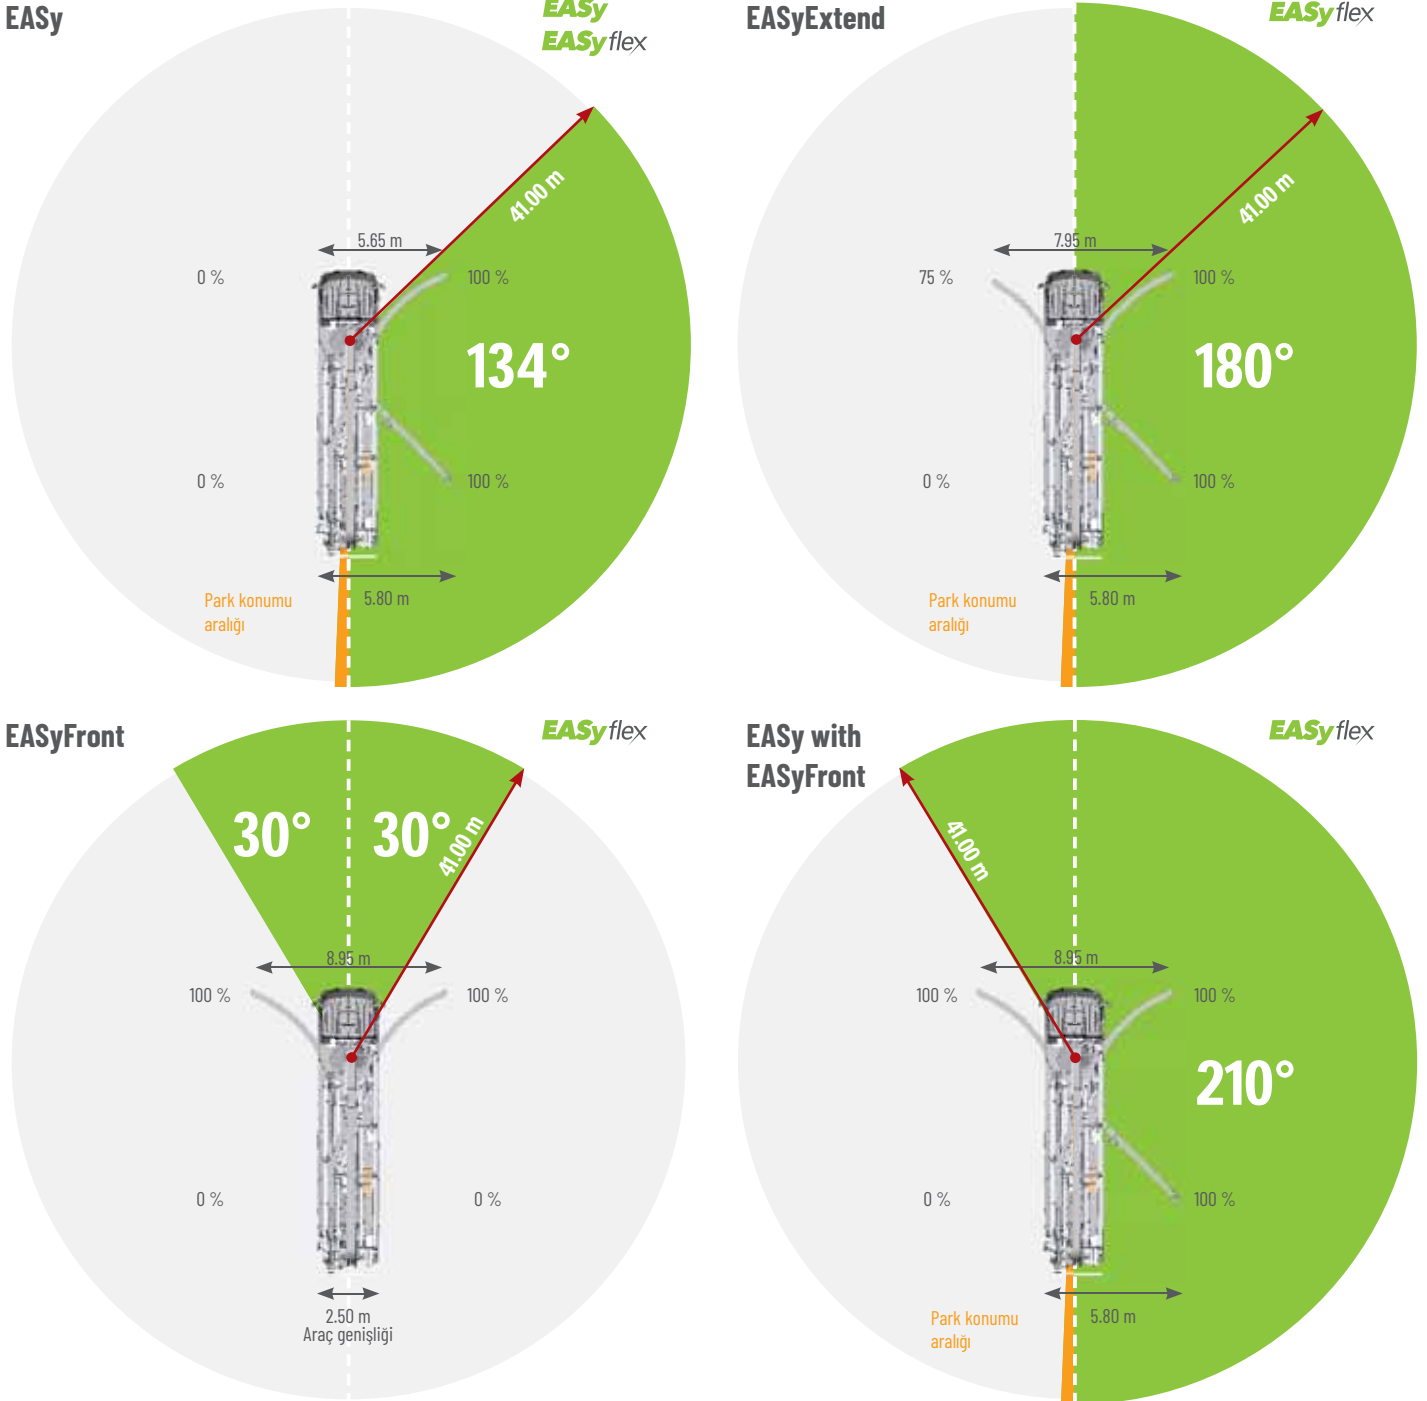 EASy
EASy
EASyflex
41.00 m
5.65 m
0 %
100 %
134°
0 %
100 %
5.80 m
Park konumu
aralığı
EASyExtend
EASyflex
41.00 m
7.95 m
75 %
100 %
180°
0 %
100 %
5.80 m
Park konumu
aralığı
EASyFront
EASyflex
30°
30°
41.00 m
8.95 m
100 %
100 %
0 %
0 %
2.50 m
Araç genişliği
EASy with
EASyFront
EASyflex
41.00 m
8.95 m
100 %
100 %
210°
0 %
100 %
5.80 m
Park konumu
aralığı